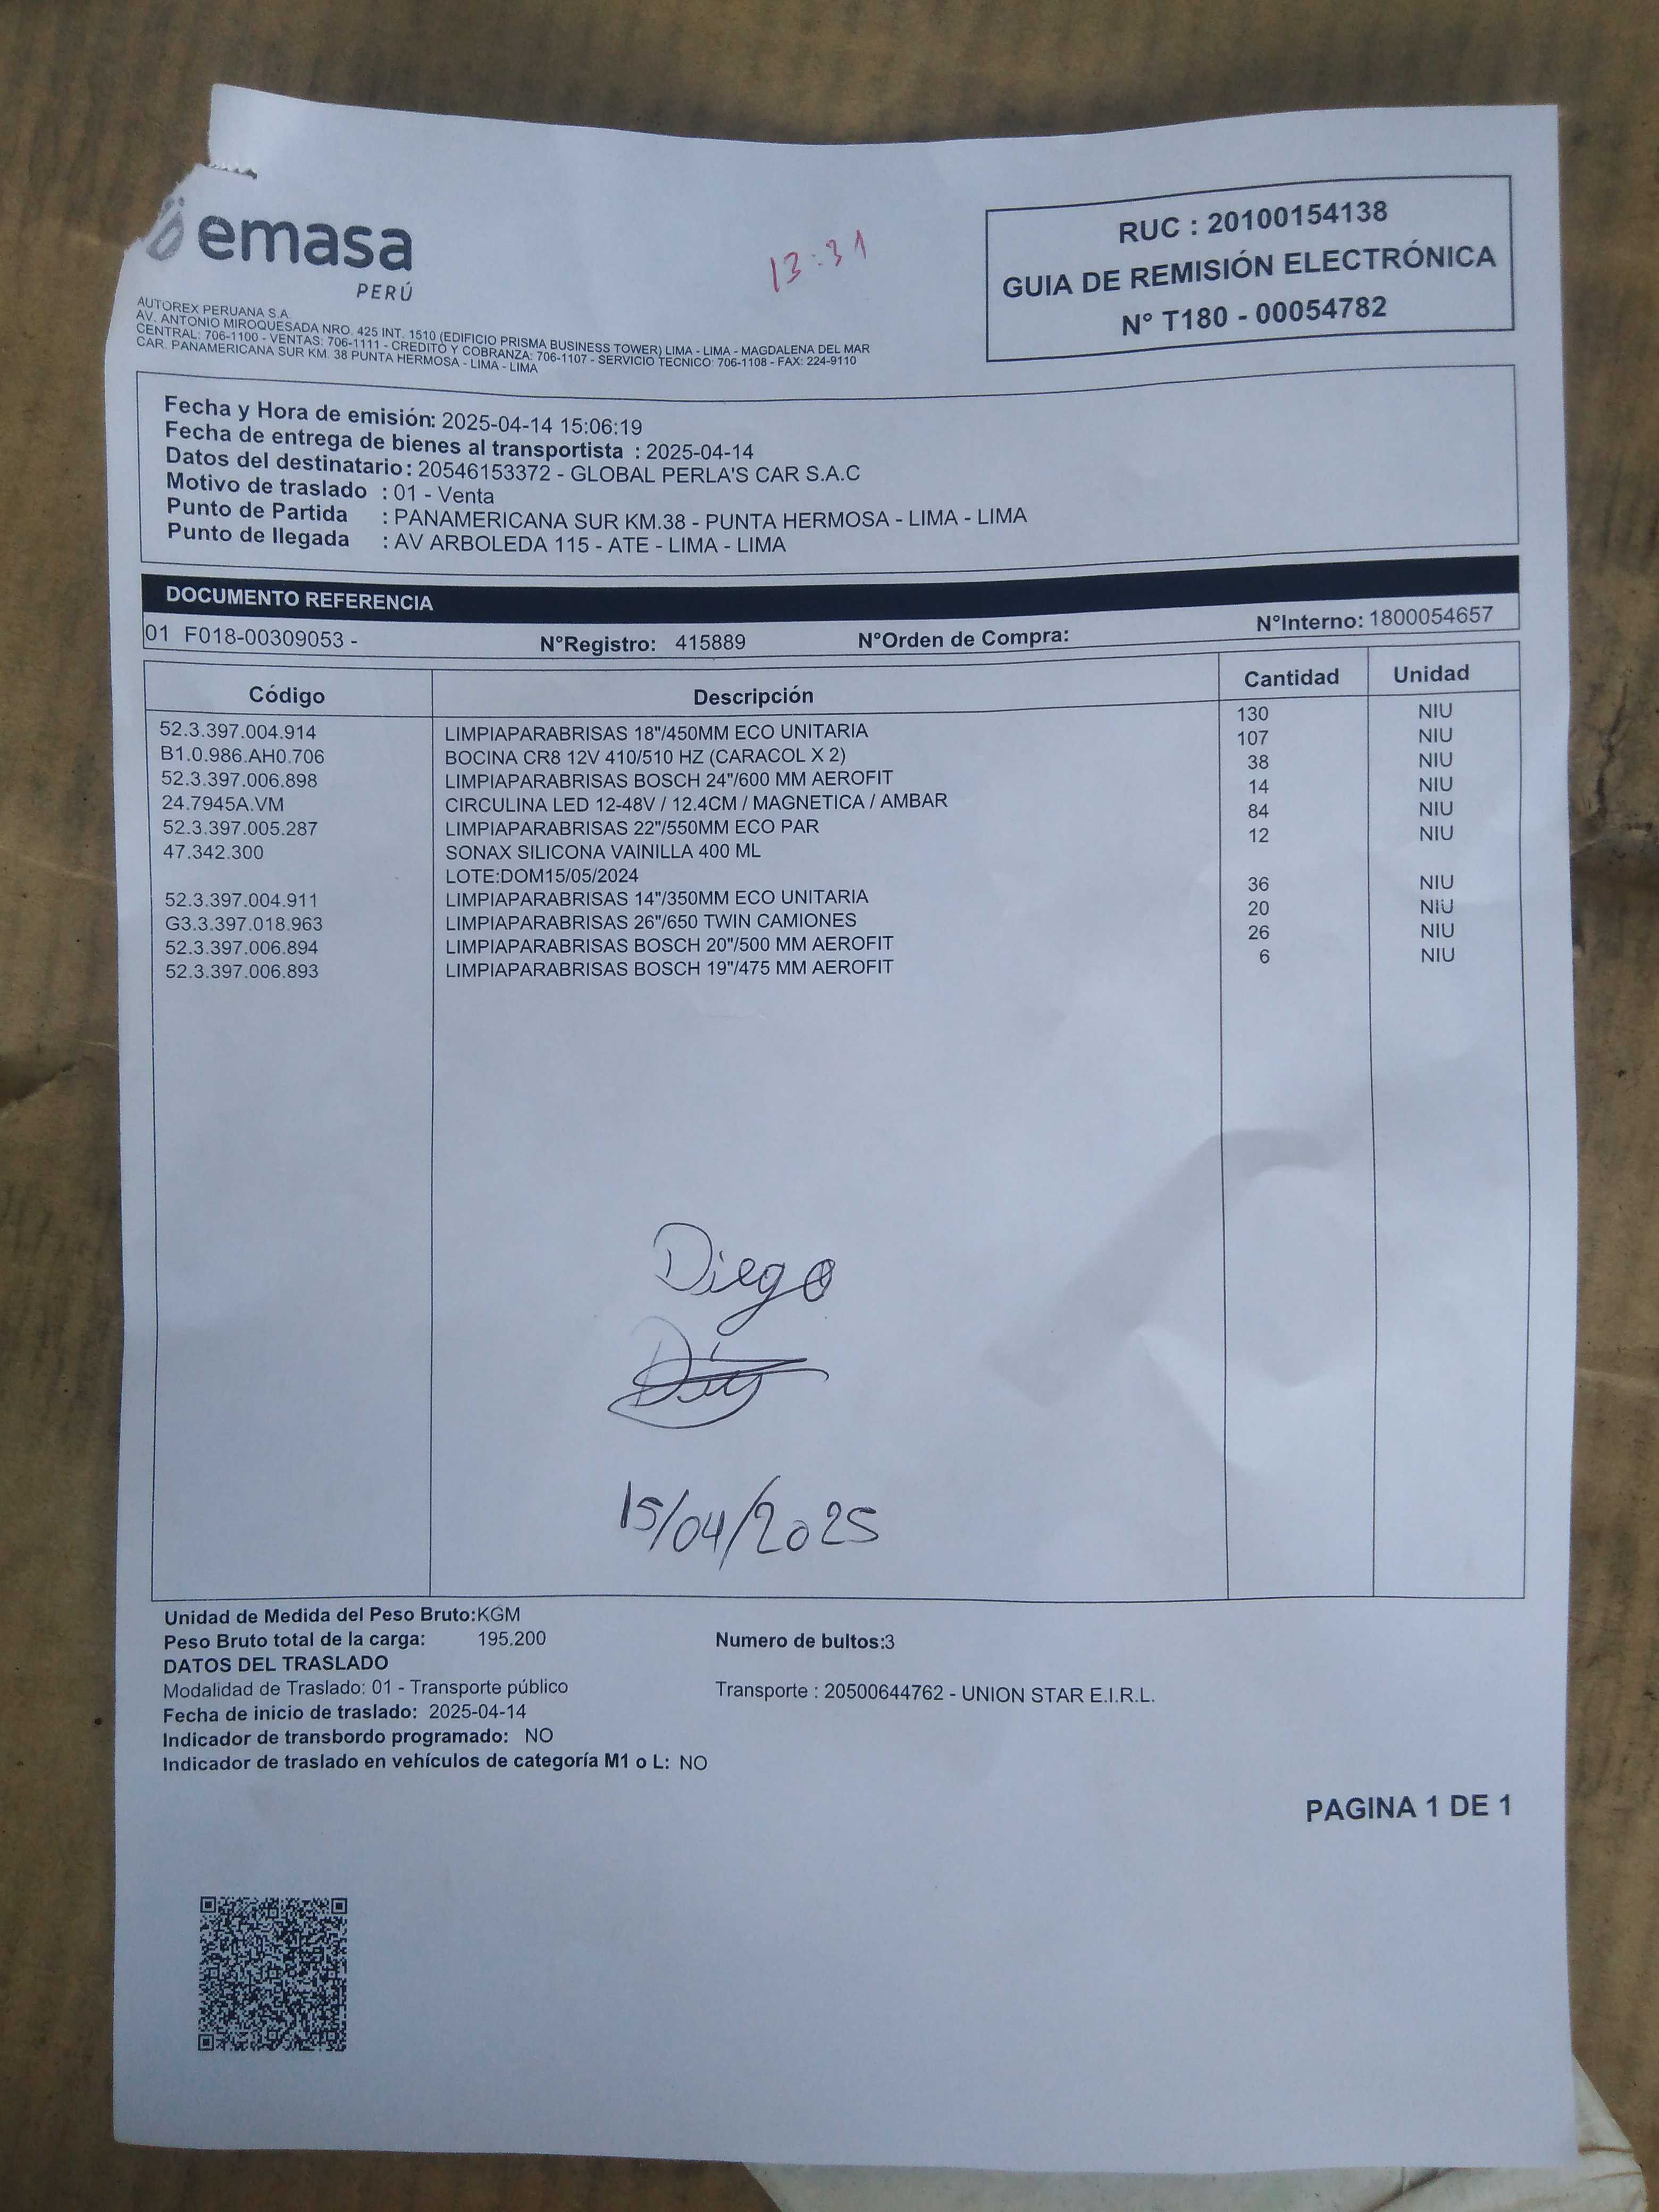 emasa
PERÚ
13:31
RUC : 20100154138
GUIA DE REMISIÓN ELECTRÓNICA
N° T180 - 00054782
AUTOREX PERUANA S.A.
AV. ANTONIO MIROQUESADA NRO. 425 INT. 1510 (EDIFICIO PRISMA BUSINESS TOWER) LIMA - LIMA - MAGDALENA DEL MAR
CENTRAL: 706-1100 - VENTAS: 706-1111 - CREDITO Y COBRANZA: 706-1107 - SERVICIO TECNICO: 706-1108 - FAX: 224-9110
CAR. PANAMERICANA SUR KM. 38 PUNTA HERMOSA - LIMA - LIMA
Fecha y Hora de emisión: 2025-04-14 15:06:19
Fecha de entrega de bienes al transportista : 2025-04-14
Datos del destinatario : 20546153372 - GLOBAL PERLA'S CAR S.A.C
Motivo de traslado : 01 - Venta
Punto de Partida : PANAMERICANA SUR KM.38 - PUNTA HERMOSA - LIMA - LIMA
Punto de llegada : AV ARBOLEDA 115 - ATE - LIMA - LIMA
DOCUMENTO REFERENCIA
01 F018-00309053 - N°Registro: 415889 N°Orden de Compra: N°Interno: 1800054657
Código Descripción Cantidad Unidad
52.3.397.004.914 LIMPIAPARABRISAS 18"/450MM ECO UNITARIA 130 NIU
B1.0.986.AH0.706 BOCINA CR8 12V 410/510 HZ (CARACOL X 2) 107 NIU
52.3.397.006.898 LIMPIAPARABRISAS BOSCH 24"/600 MM AEROFIT 38 NIU
24.7945A.VM CIRCULINA LED 12-48V / 12.4CM / MAGNETICA / AMBAR 14 NIU
52.3.397.005.287 LIMPIAPARABRISAS 22"/550MM ECO PAR 84 NIU
47.342.300 SONAX SILICONA VAINILLA 400 ML 12 NIU
LOTE:DOM15/05/2024
52.3.397.004.911 LIMPIAPARABRISAS 14"/350MM ECO UNITARIA 36 NIU
G3.3.397.018.963 LIMPIAPARABRISAS 26"/650 TWIN CAMIONES 20 NIU
52.3.397.006.894 LIMPIAPARABRISAS BOSCH 20"/500 MM AEROFIT 26 NIU
52.3.397.006.893 LIMPIAPARABRISAS BOSCH 19"/475 MM AEROFIT 6 NIU
Diego
15/04/2025
Unidad de Medida del Peso Bruto:KGM
Peso Bruto total de la carga: 195.200 Numero de bultos:3
DATOS DEL TRASLADO
Modalidad de Traslado: 01 - Transporte público Transporte : 20500644762 - UNION STAR E.I.R.L.
Fecha de inicio de traslado: 2025-04-14
Indicador de transbordo programado: NO
Indicador de traslado en vehículos de categoría M1 o L: NO
PAGINA 1 DE 1